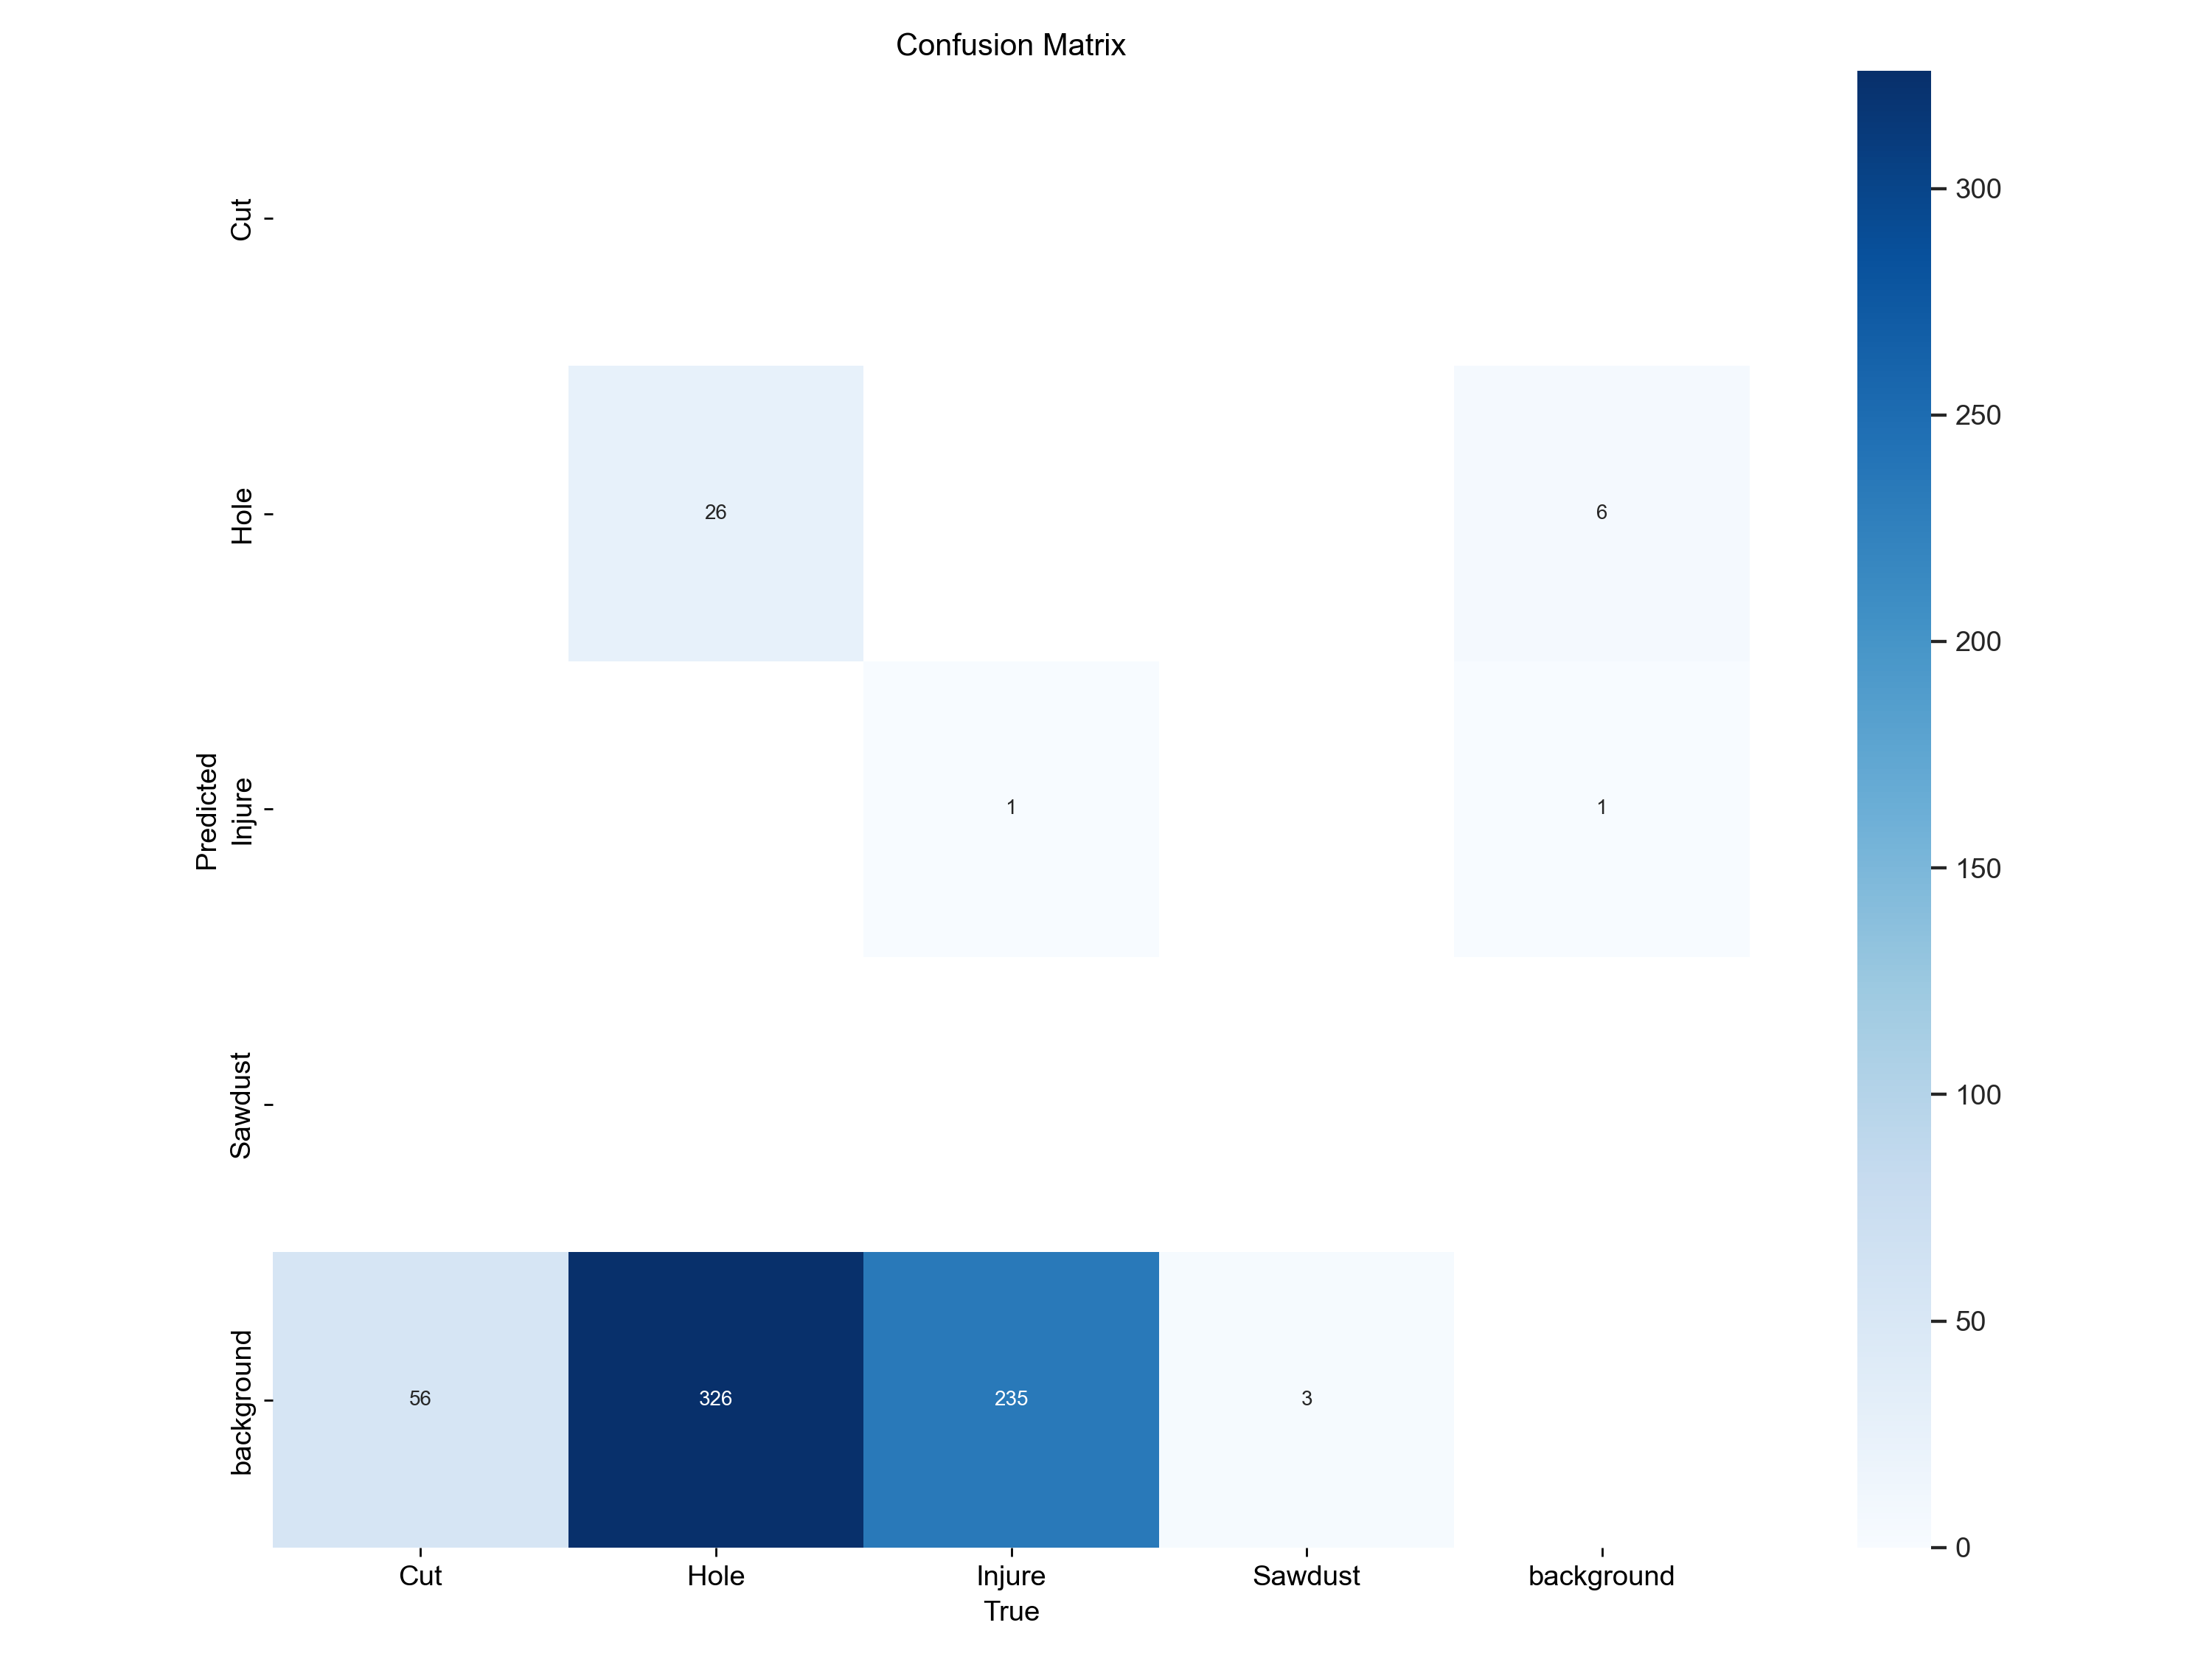 Confusion Matrix
Cut
Hole
Injure
Sawdust
background
Predicted
26
6
1
1
56
326
235
3
Cut
Hole
Injure
Sawdust
background
True
300
250
200
150
100
50
0